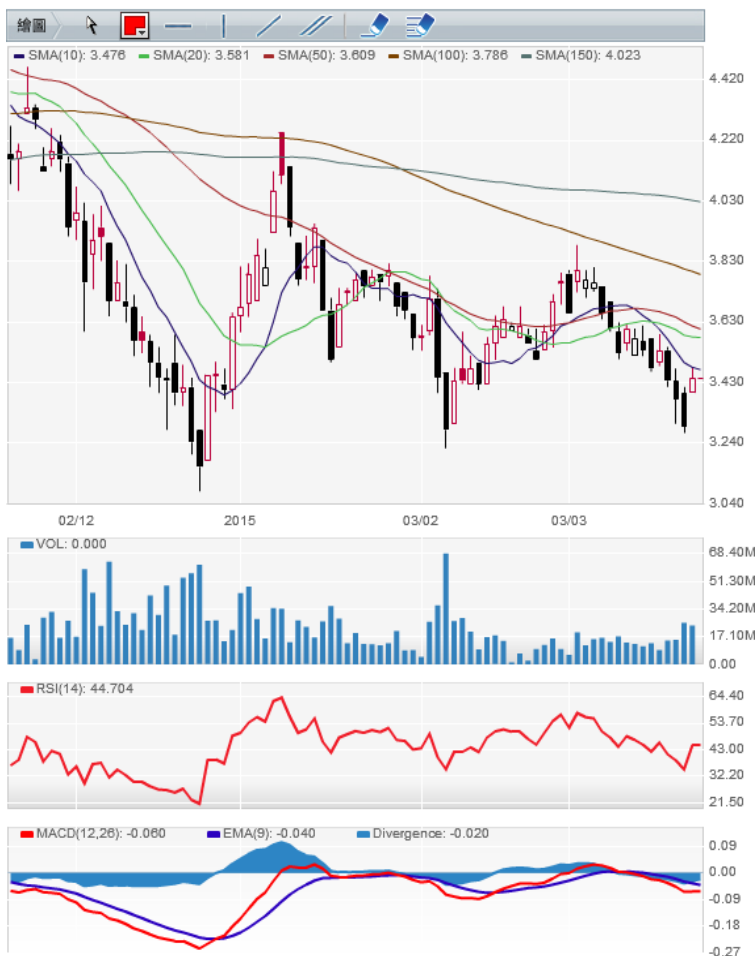 繪圖
SMA(10): 3.476 SMA(20): 3.581 SMA(50): 3.609 SMA(100): 3.786 SMA(150): 4.023
4.420
4.220
4.030
3.830
3.630
3.430
3.240
3.040
02/12 2015 03/02 03/03
VOL: 0.000
68.40M
51.30M
34.20M
17.10M
0.00
RSI(14): 44.704
64.40
53.70
43.00
32.20
21.50
MACD(12,26): -0.060 EMA(9): -0.040 Divergence: -0.020
0.09
0.00
-0.09
-0.18
-0.27